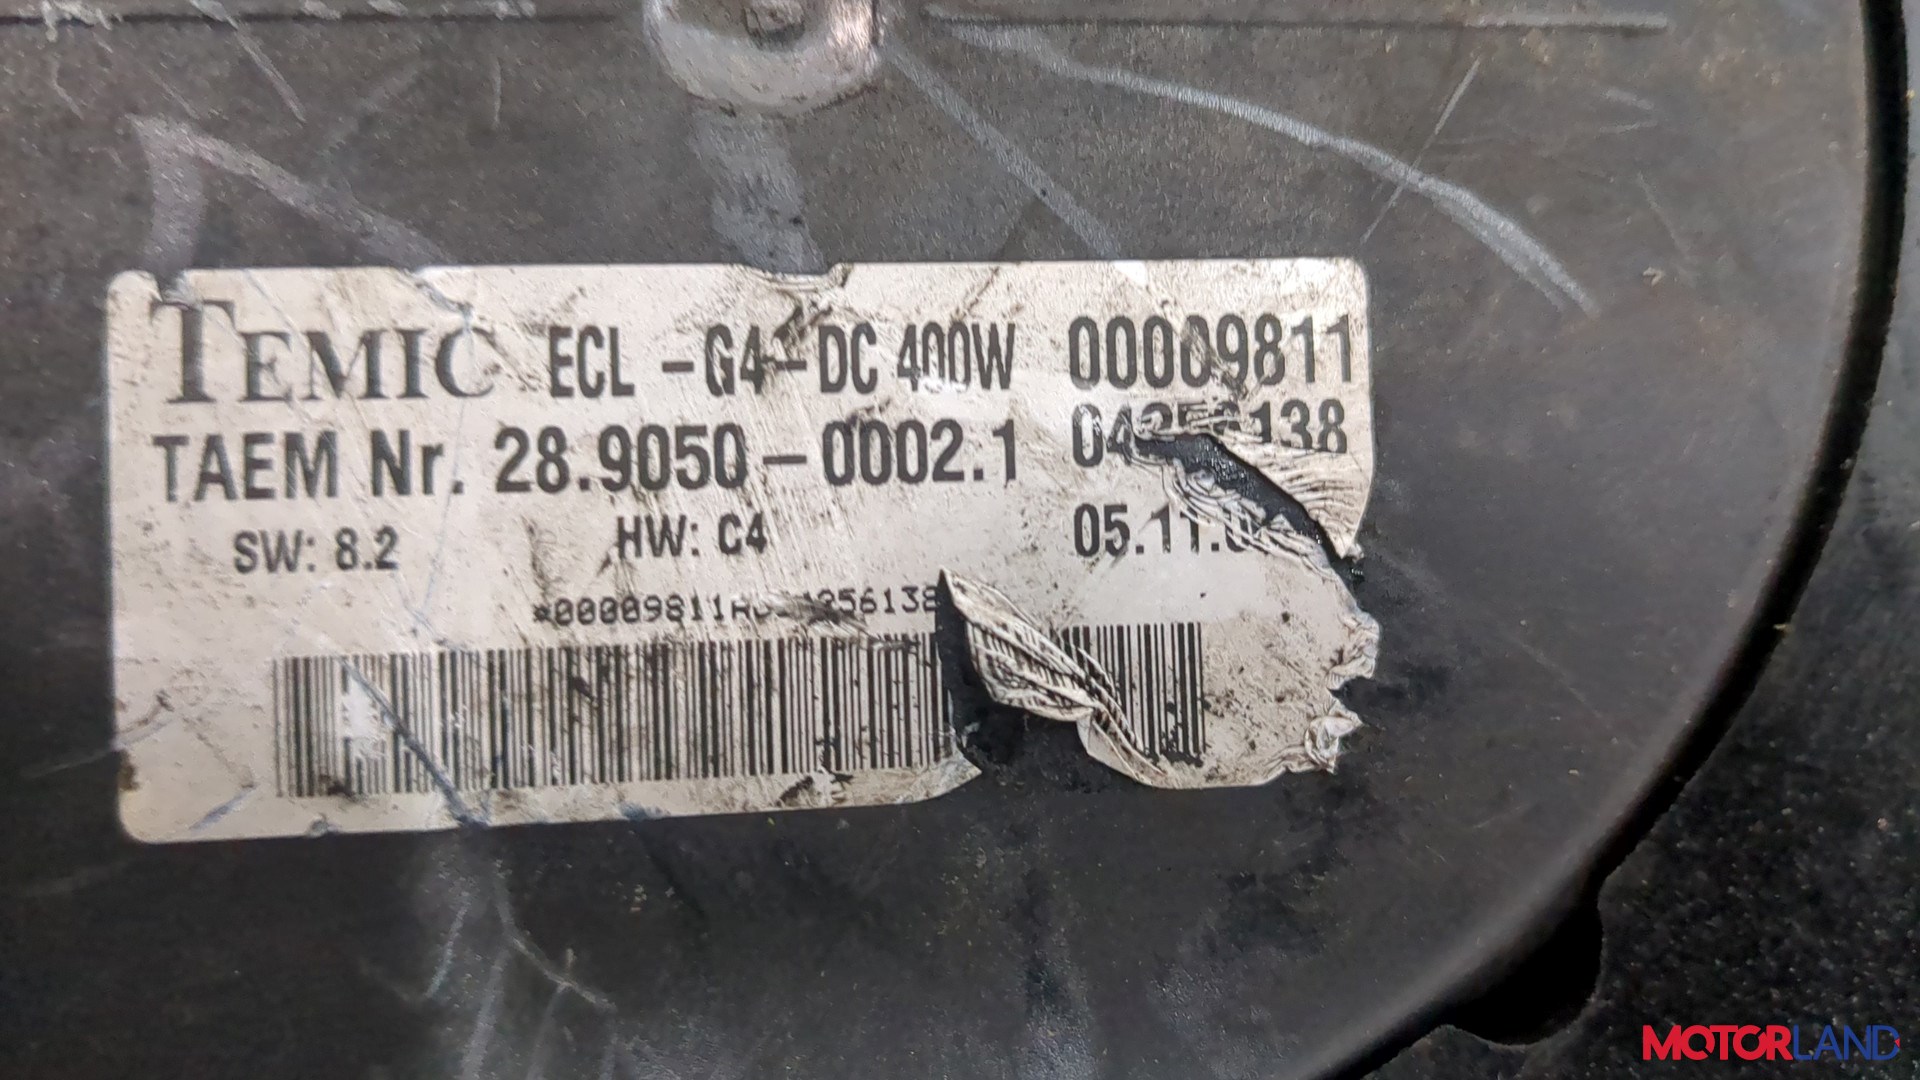 TEMIC ECL -G4-DC 400W 00009811
TAEM Nr. 28.9050-0002.1
SW: 8.2 HW: C4
MOTORLAND